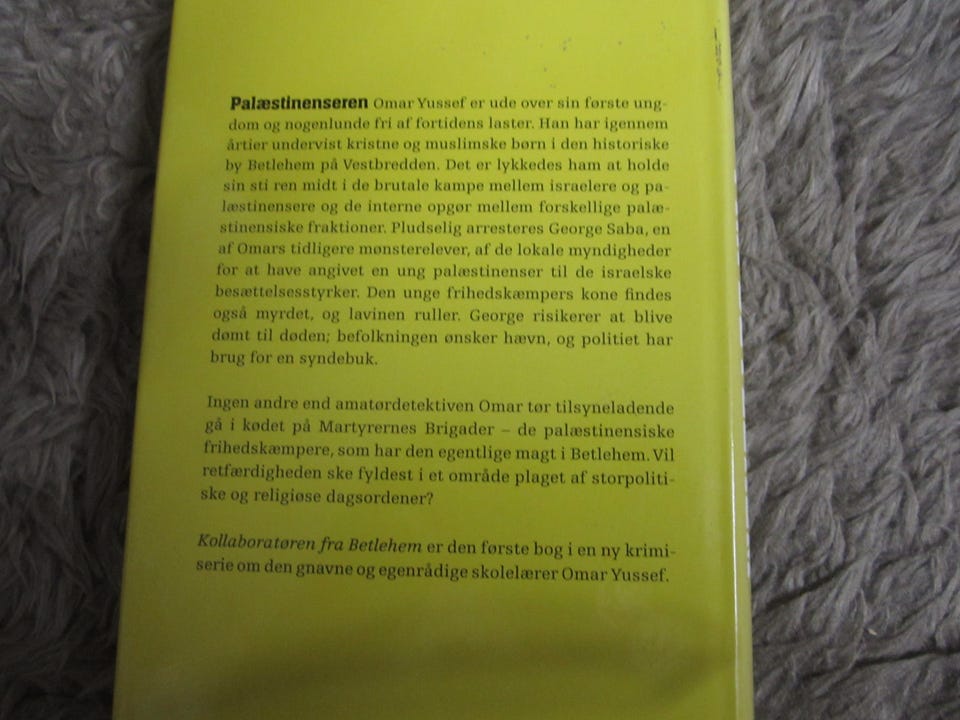 Palæstinenseren Omar Yussef er ude over sin første ung-
dom og nogenlunde fri af fortidens laster. Han har igennem
årtier undervist kristne og muslimske børn i den historiske
by Betlehem på Vestbredden. Det er lykkedes ham at holde
sin sti ren midt i de brutale kampe mellem israelere og pa-
læstinensere og de interne opgør mellem forskellige palæ-
stinensiske fraktioner. Pludselig arresteres George Saba, en
af Omars tidligere mønsterelever, af de lokale myndigheder
for at have angivet en ung palæstinenser til de israelske
besættelsesstyrker. Den unge frihedskæmpers kone findes
også myrdet, og lavinen ruller. George risikerer at blive
dømt til døden; befolkningen ønsker hævn, og politiet har
brug for en syndebuk.
Ingen andre end amatørdetektiven Omar tør tilsyneladende
gå i kødet på Martyrernes Brigader – de palæstinensiske
frihedskæmpere, som har den egentlige magt i Betlehem. Vil
retfærdigheden ske fyldest i et område plaget af storpoliti-
ske og religiøse dagsordener?
Kollaboratøren fra Betlehem er den første bog i en ny krimi-
serie om den gnavne og egenrådige skolelærer Omar Yussef.